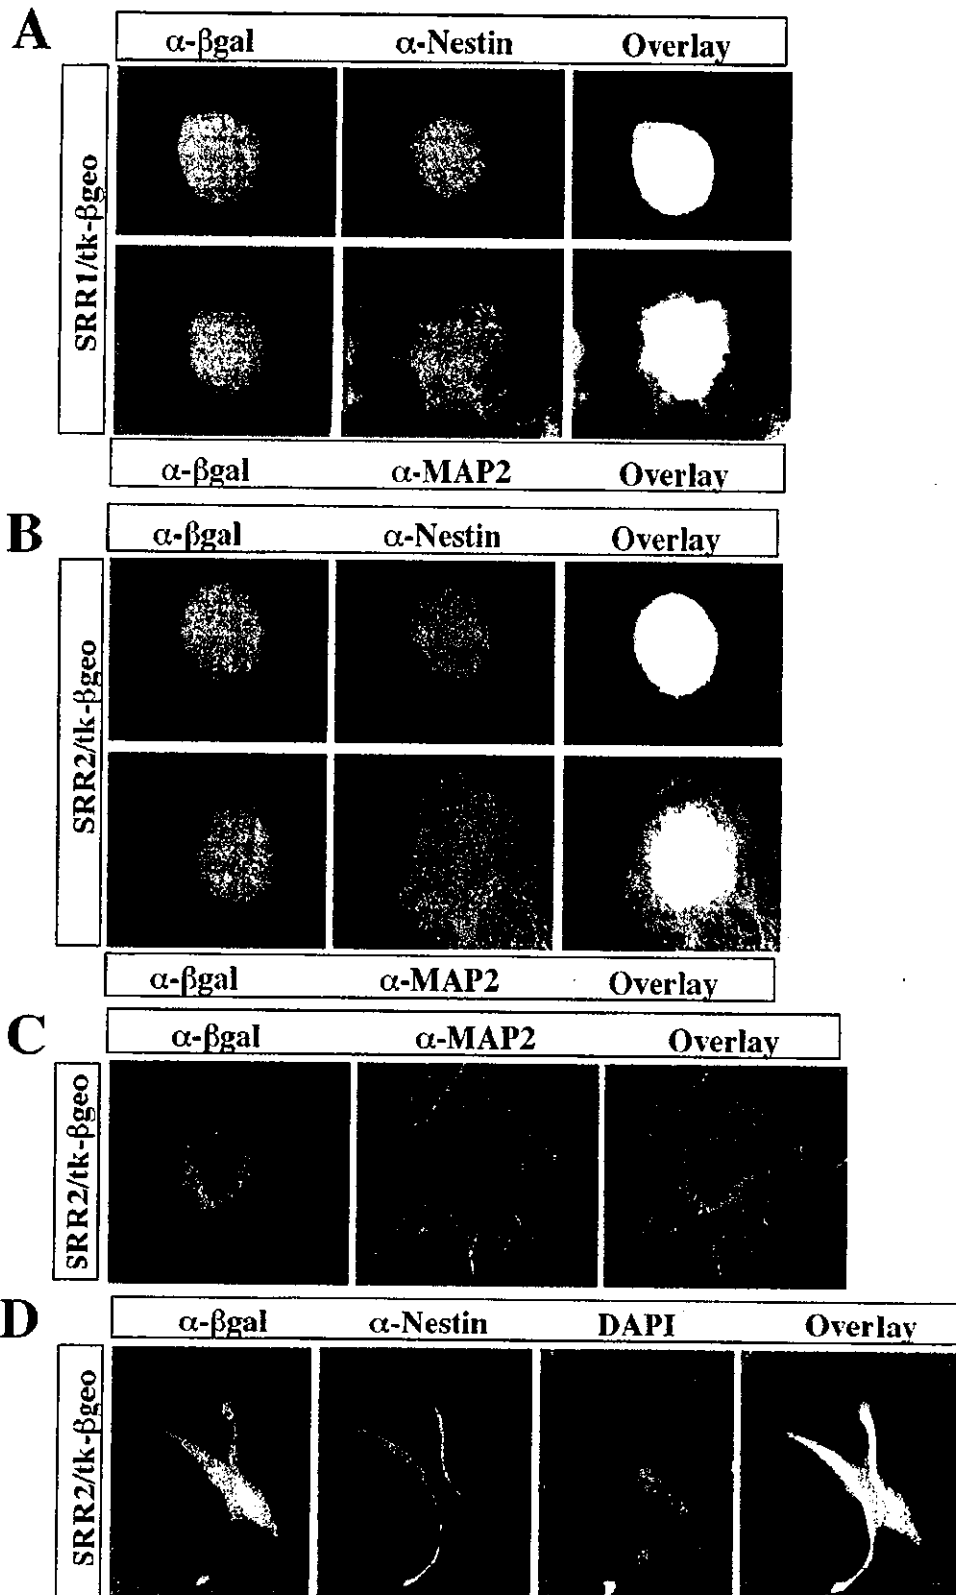 A
α-βgal α-Nestin Overlay
SRR1/tk-βgeo
α-βgal α-MAP2 Overlay
B
α-βgal α-Nestin Overlay
SRR2/tk-βgeo
α-βgal α-MAP2 Overlay
C
α-βgal α-MAP2 Overlay
SRR2/tk-βgeo
D
α-βgal α-Nestin DAPI Overlay
SRR2/tk-βgeo